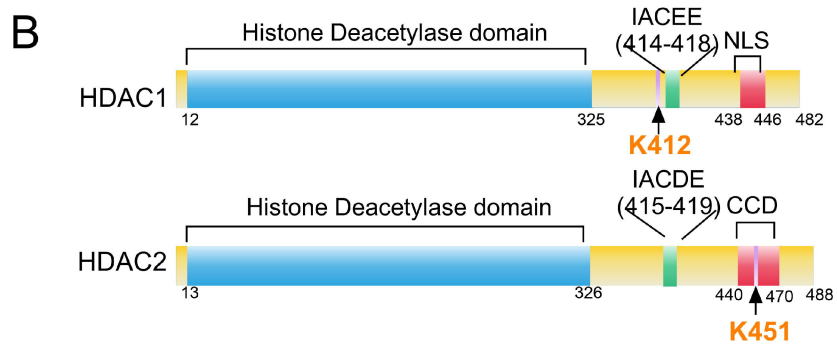 B
Histone Deacetylase domain
IACEE
(414-418)
NLS
HDAC1
12
325
438
446
482
K412
Histone Deacetylase domain
IACDE
(415-419)
CCD
HDAC2
13
326
440
470
488
K451